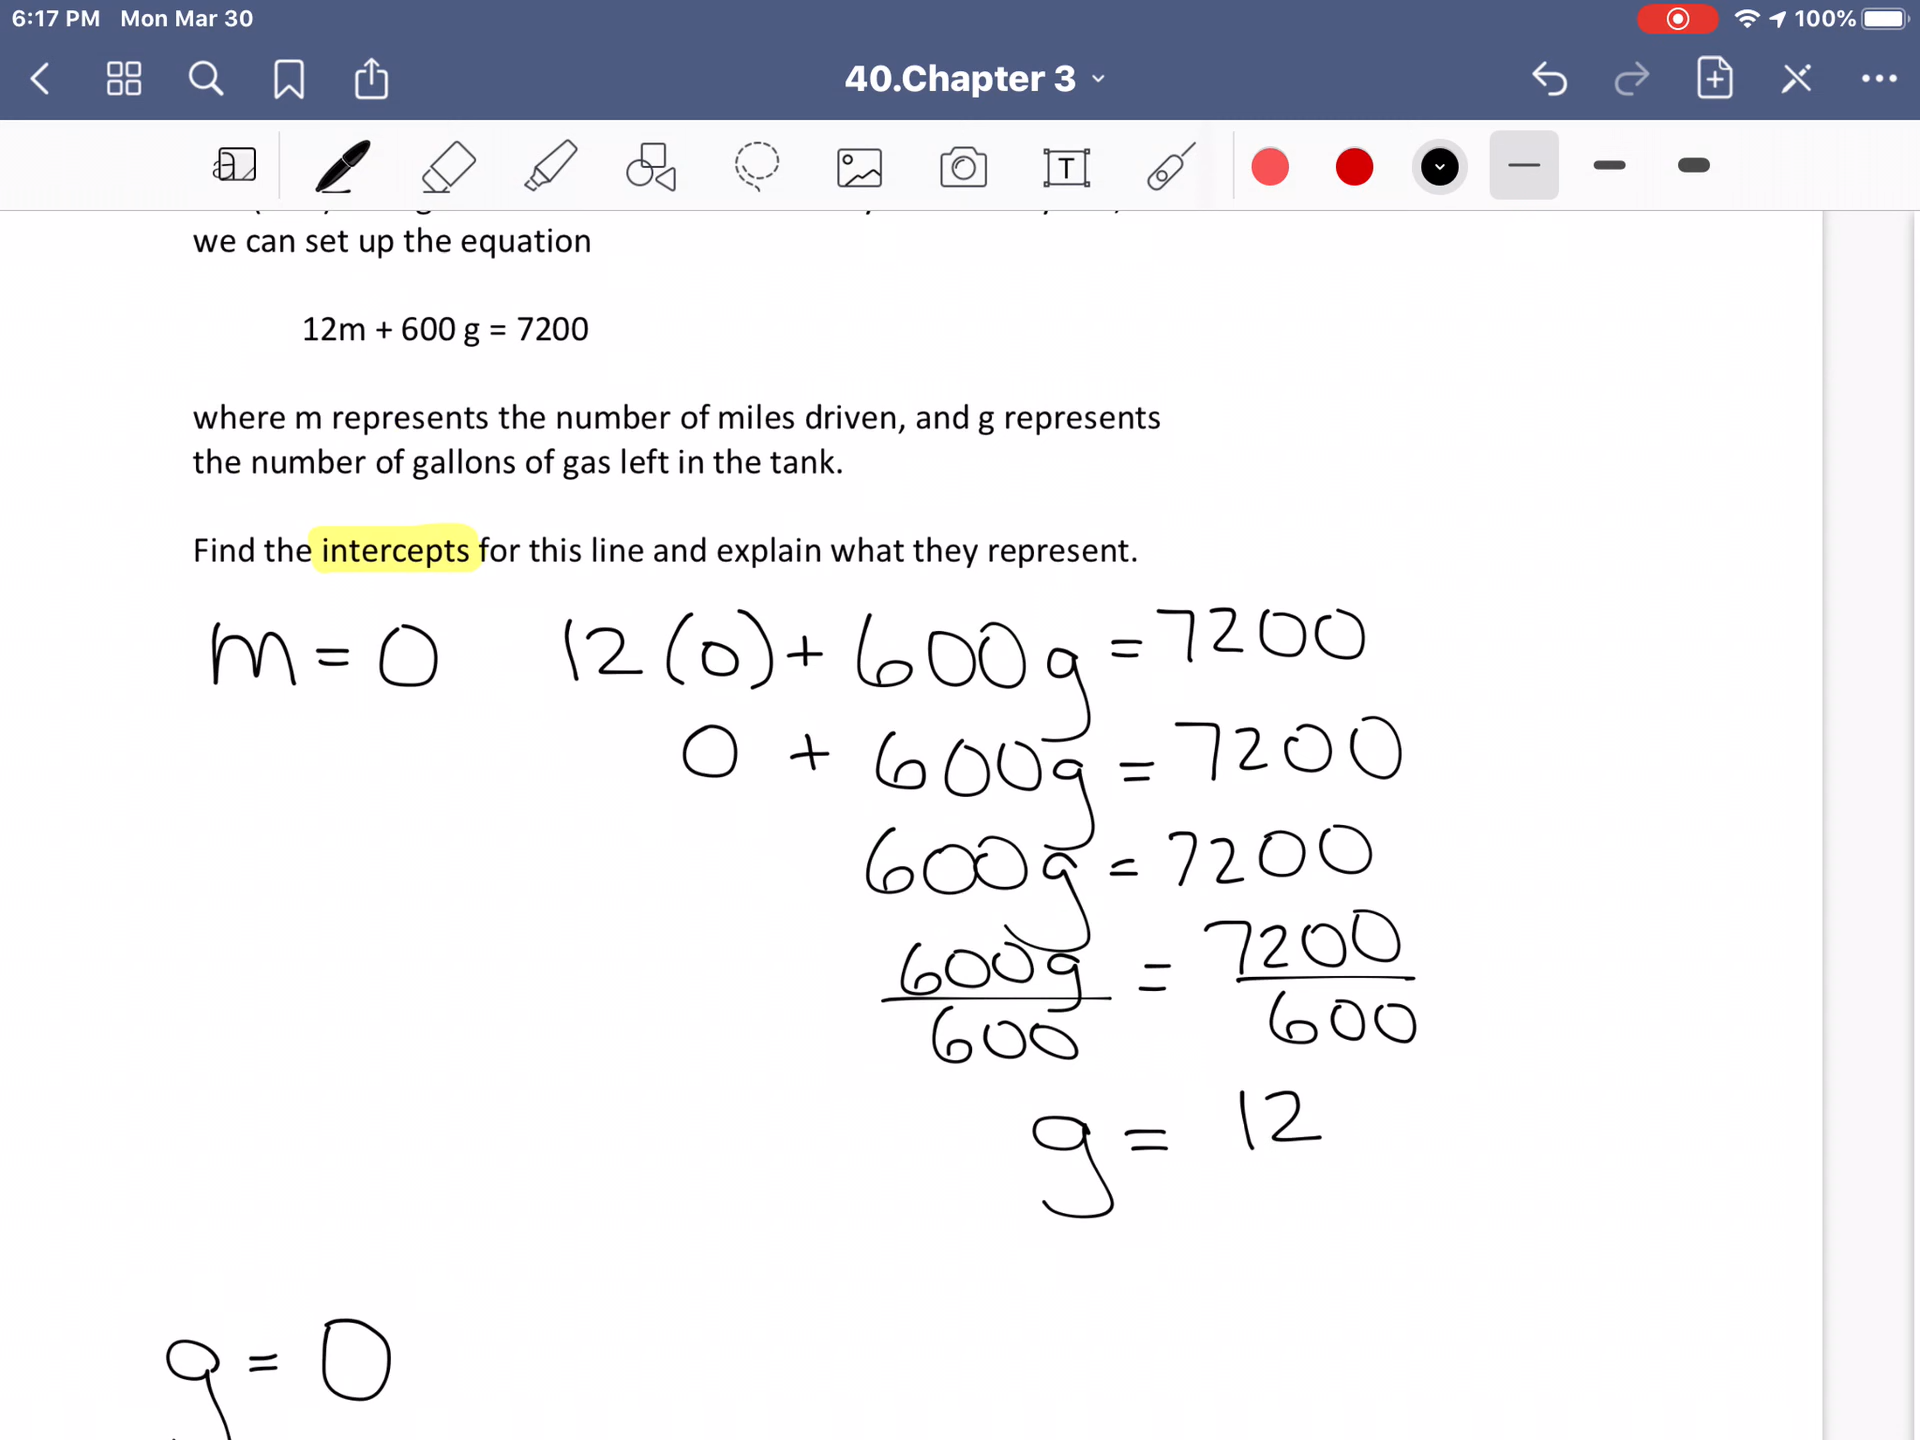 6:17 PM Mon Mar 30
100%
40.Chapter 3
T
we can set up the equation
12m + 600 g = 7200
where m represents the number of miles driven, and g represents
the number of gallons of gas left in the tank.
Find the intercepts for this line and explain what they represent.
m = 0 12(0) + 600g = 7200
0 + 600g = 7200
600g = 7200
600g = 7200
600 600
g = 12
g = 0